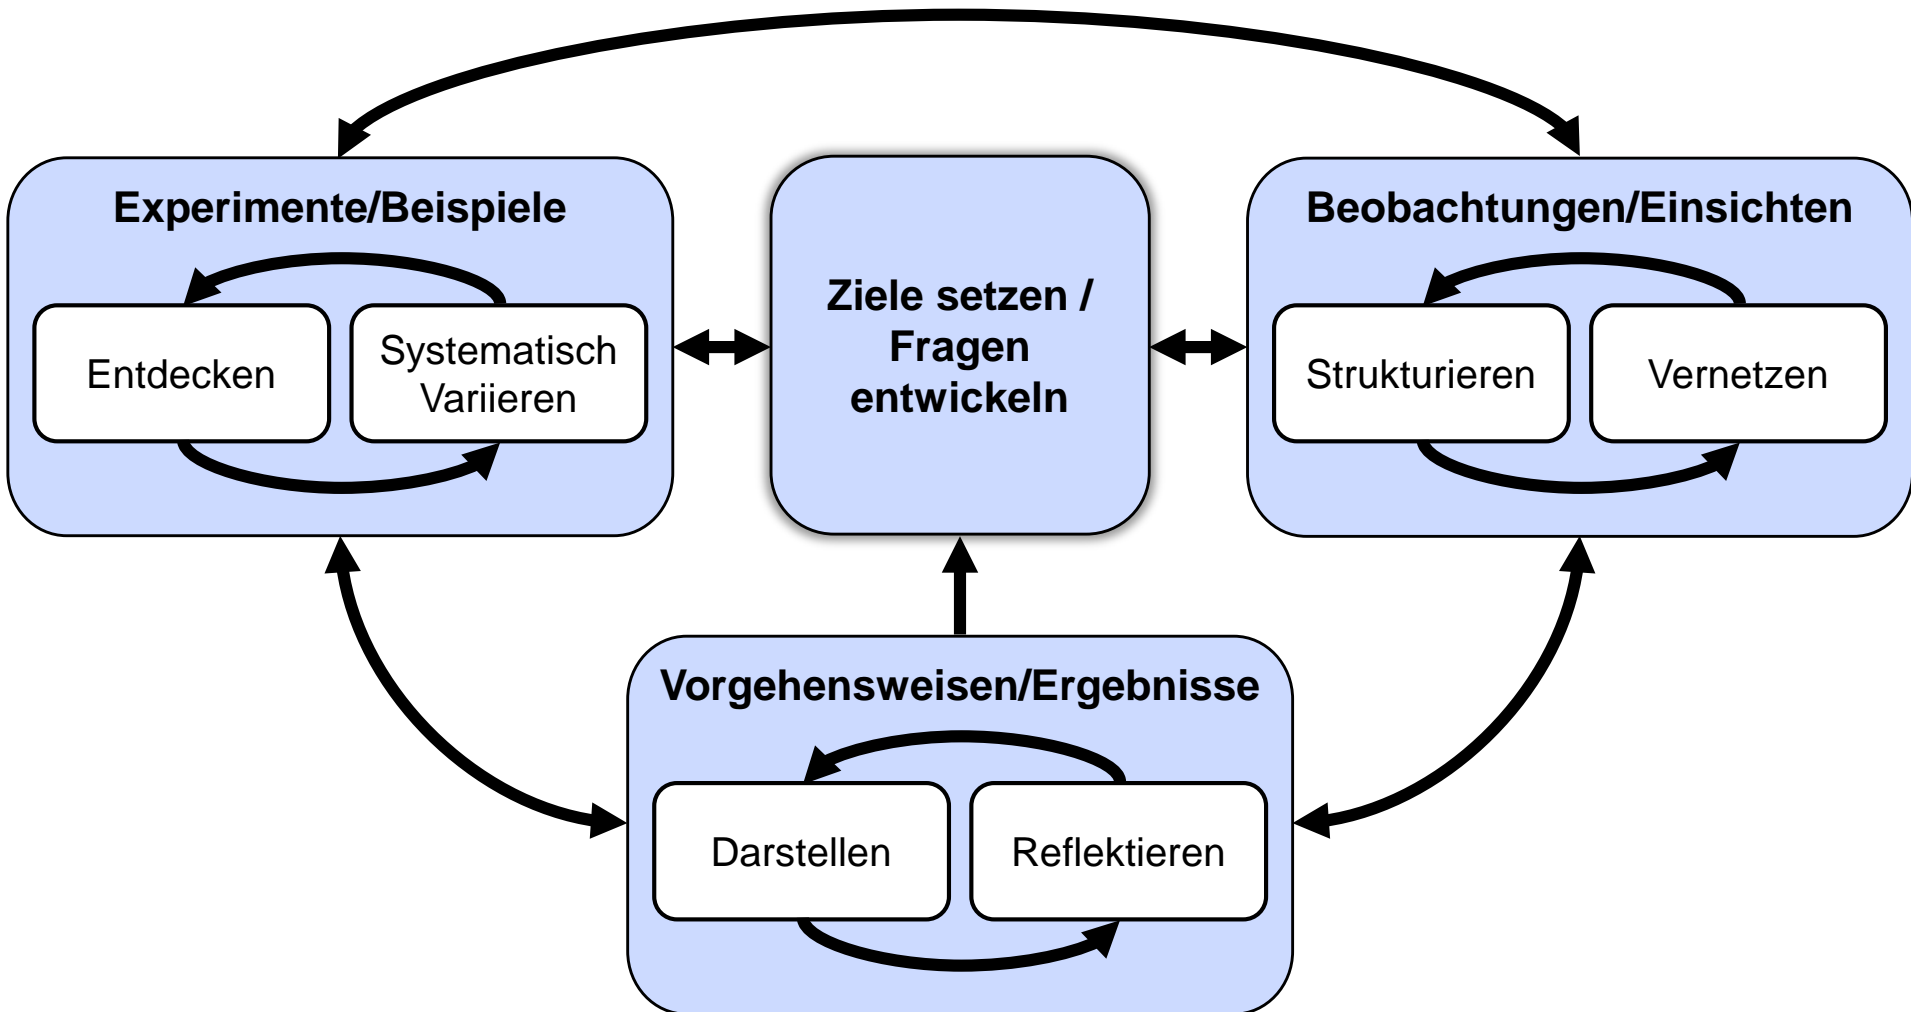 Experimente/Beispiele
Entdecken
Systematisch
Variieren
Ziele setzen /
Fragen
entwickeln
Beobachtungen/Einsichten
Strukturieren
Vernetzen
Vorgehensweisen/Ergebnisse
Darstellen
Reflektieren